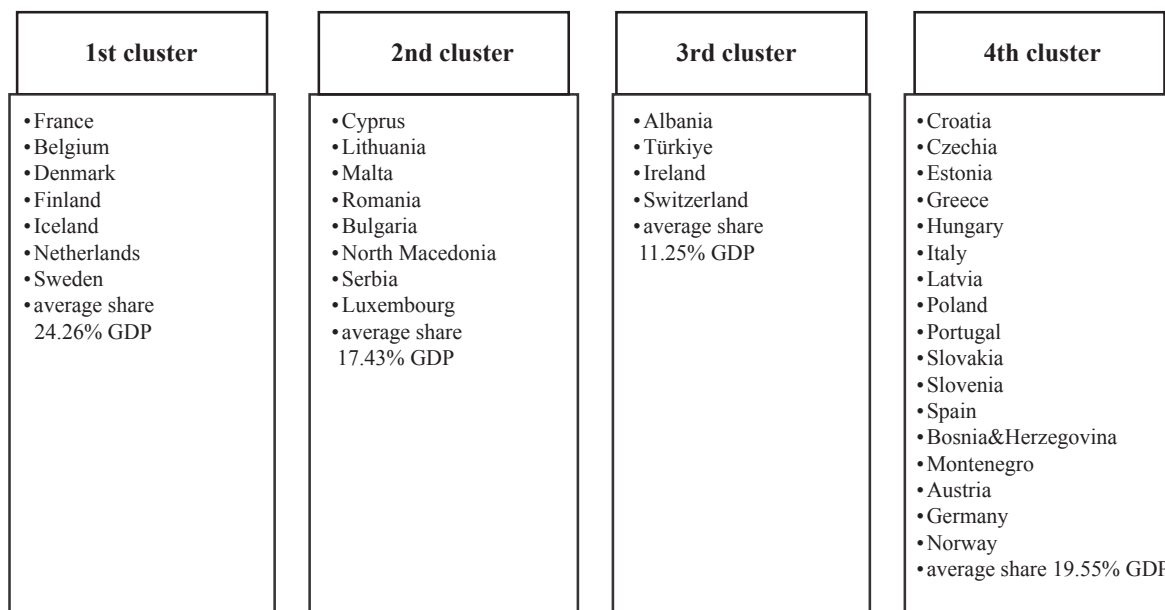 1st cluster
• France
• Belgium
• Denmark
• Finland
• Iceland
• Netherlands
• Sweden
• average share
24.26% GDP
2nd cluster
• Cyprus
• Lithuania
• Malta
• Romania
• Bulgaria
• North Macedonia
• Serbia
• Luxembourg
• average share
17.43% GDP
3rd cluster
• Albania
• Türkiye
• Ireland
• Switzerland
• average share
11.25% GDP
4th cluster
• Croatia
• Czechia
• Estonia
• Greece
• Hungary
• Italy
• Latvia
• Poland
• Portugal
• Slovakia
• Slovenia
• Spain
• Bosnia&Herzegovina
• Montenegro
• Austria
• Germany
• Norway
• average share 19.55% GDP